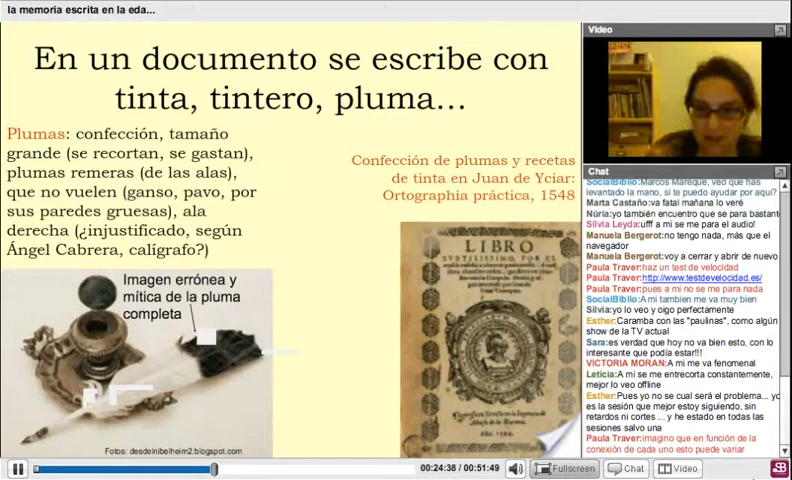 la memoria escrita en la eda...
En un documento se escribe con
tinta, tintero, pluma...
Plumas: confección, tamaño
grande (se recortan, se gastan),
plumas remeras (de las alas),
que no vuelen (ganso, pavo, por
sus paredes gruesas), ala
derecha (¿injustificado, según
Ángel Cabrera, calígrafo?)
Confección de plumas y recetas
de tinta en Juan de Yciar:
Ortographia práctica, 1548
Imagen errónea y
mítica de la pluma
completa
Fotos: desdelnibelheim2.blogspot.com
LIBRO
Video
Chat
SocialBiblio:Marcos Mareque, veo que has
levantado la mano, si te puedo ayudar por aquí?
Marta Castaño:va fatal mañana lo veré
Núria:yo también encuentro que se para bastant
Silvia Leyda:ufff a mi se me para el audio!
Manuela Bergerot:no tengo nada, más que el
navegador
Manuela Bergerot:voy a cerrar y abrir de nuevo
Paula Traver:haz un test de velocidad
Paula Traver:http://www.testdevelocidad.es/
Paula Traver:pues a mi no se me para nada
SocialBiblio:A mi tambien me va muy bien
Silvia:yo lo veo y oigo perfectamente
Esther:Caramba con las "paulinas", como algún
show de la TV actual
Sara:es verdad que hoy no va bien esto, con lo
interesante que podía estar!!!
VICTORIA MORAN:A mi me va fenomenal
Leticia:A mí se me entrecorta constantemente,
mejor lo veo offline
Esther:Pues yo no se cual será el problema... yo
es la sesión que mejor estoy siguiendo, sin
retardos ni cortes ... y he estado en todas las
sesiones salvo una
Paula Traver:imagino que en función de la
conexión de cada uno esto puede variar
00:24:38 / 00:51:49
Fullscreen
Chat
Video
SB